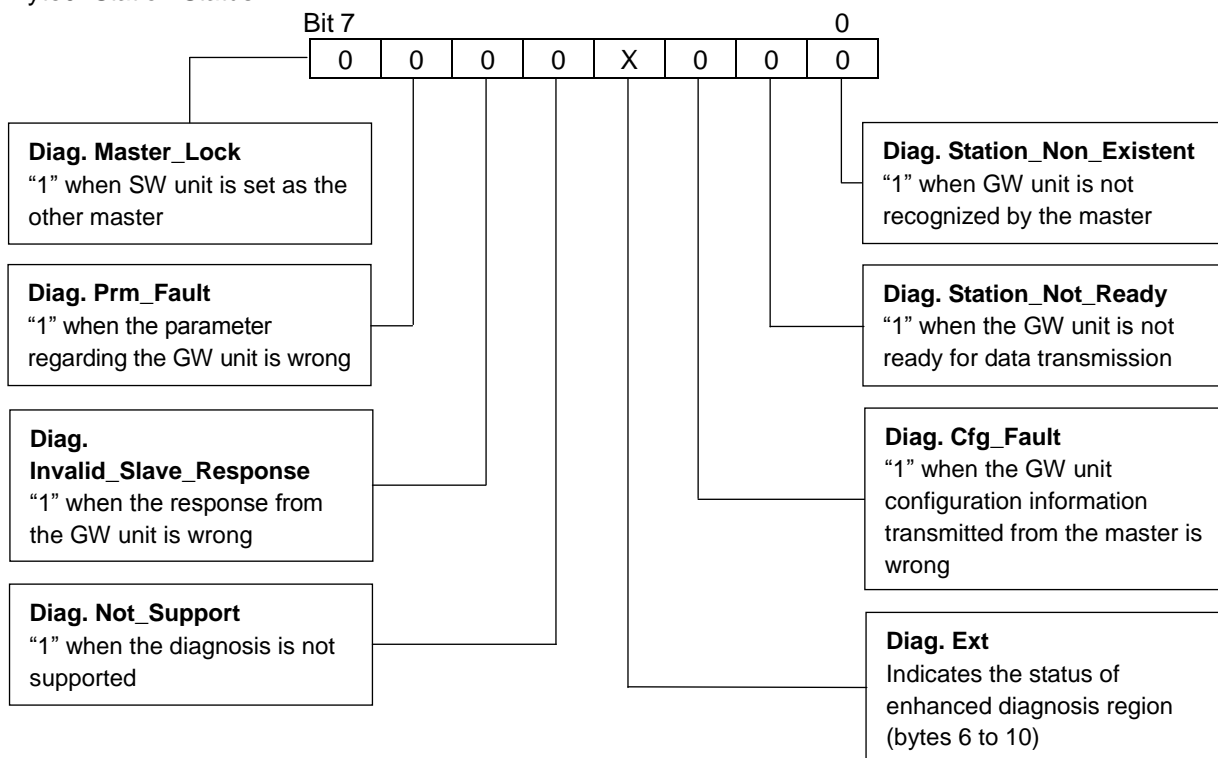 Bit 7 0
0 0 0 0 X 0 0 0
Diag. Master_Lock
“1” when SW unit is set as the
other master
Diag. Prm_Fault
“1” when the parameter
regarding the GW unit is wrong
Diag.
Invalid_Slave_Response
“1” when the response from
the GW unit is wrong
Diag. Not_Support
“1” when the diagnosis is not
supported
Diag. Station_Non_Existent
“1” when GW unit is not
recognized by the master
Diag. Station_Not_Ready
“1” when the GW unit is not
ready for data transmission
Diag. Cfg_Fault
“1” when the GW unit
configuration information
transmitted from the master is
wrong
Diag. Ext
Indicates the status of
enhanced diagnosis region
(bytes 6 to 10)